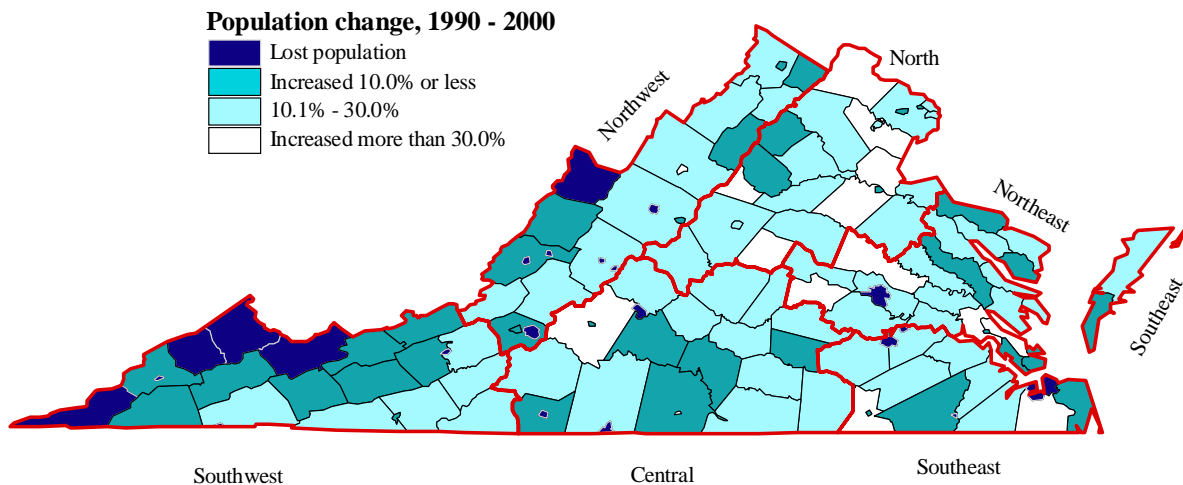 Population change, 1990 - 2000
Lost population
Increased 10.0% or less
10.1% - 30.0%
Increased more than 30.0%
North
Northwest
Northeast
Southeast
Southwest
Central
Southeast